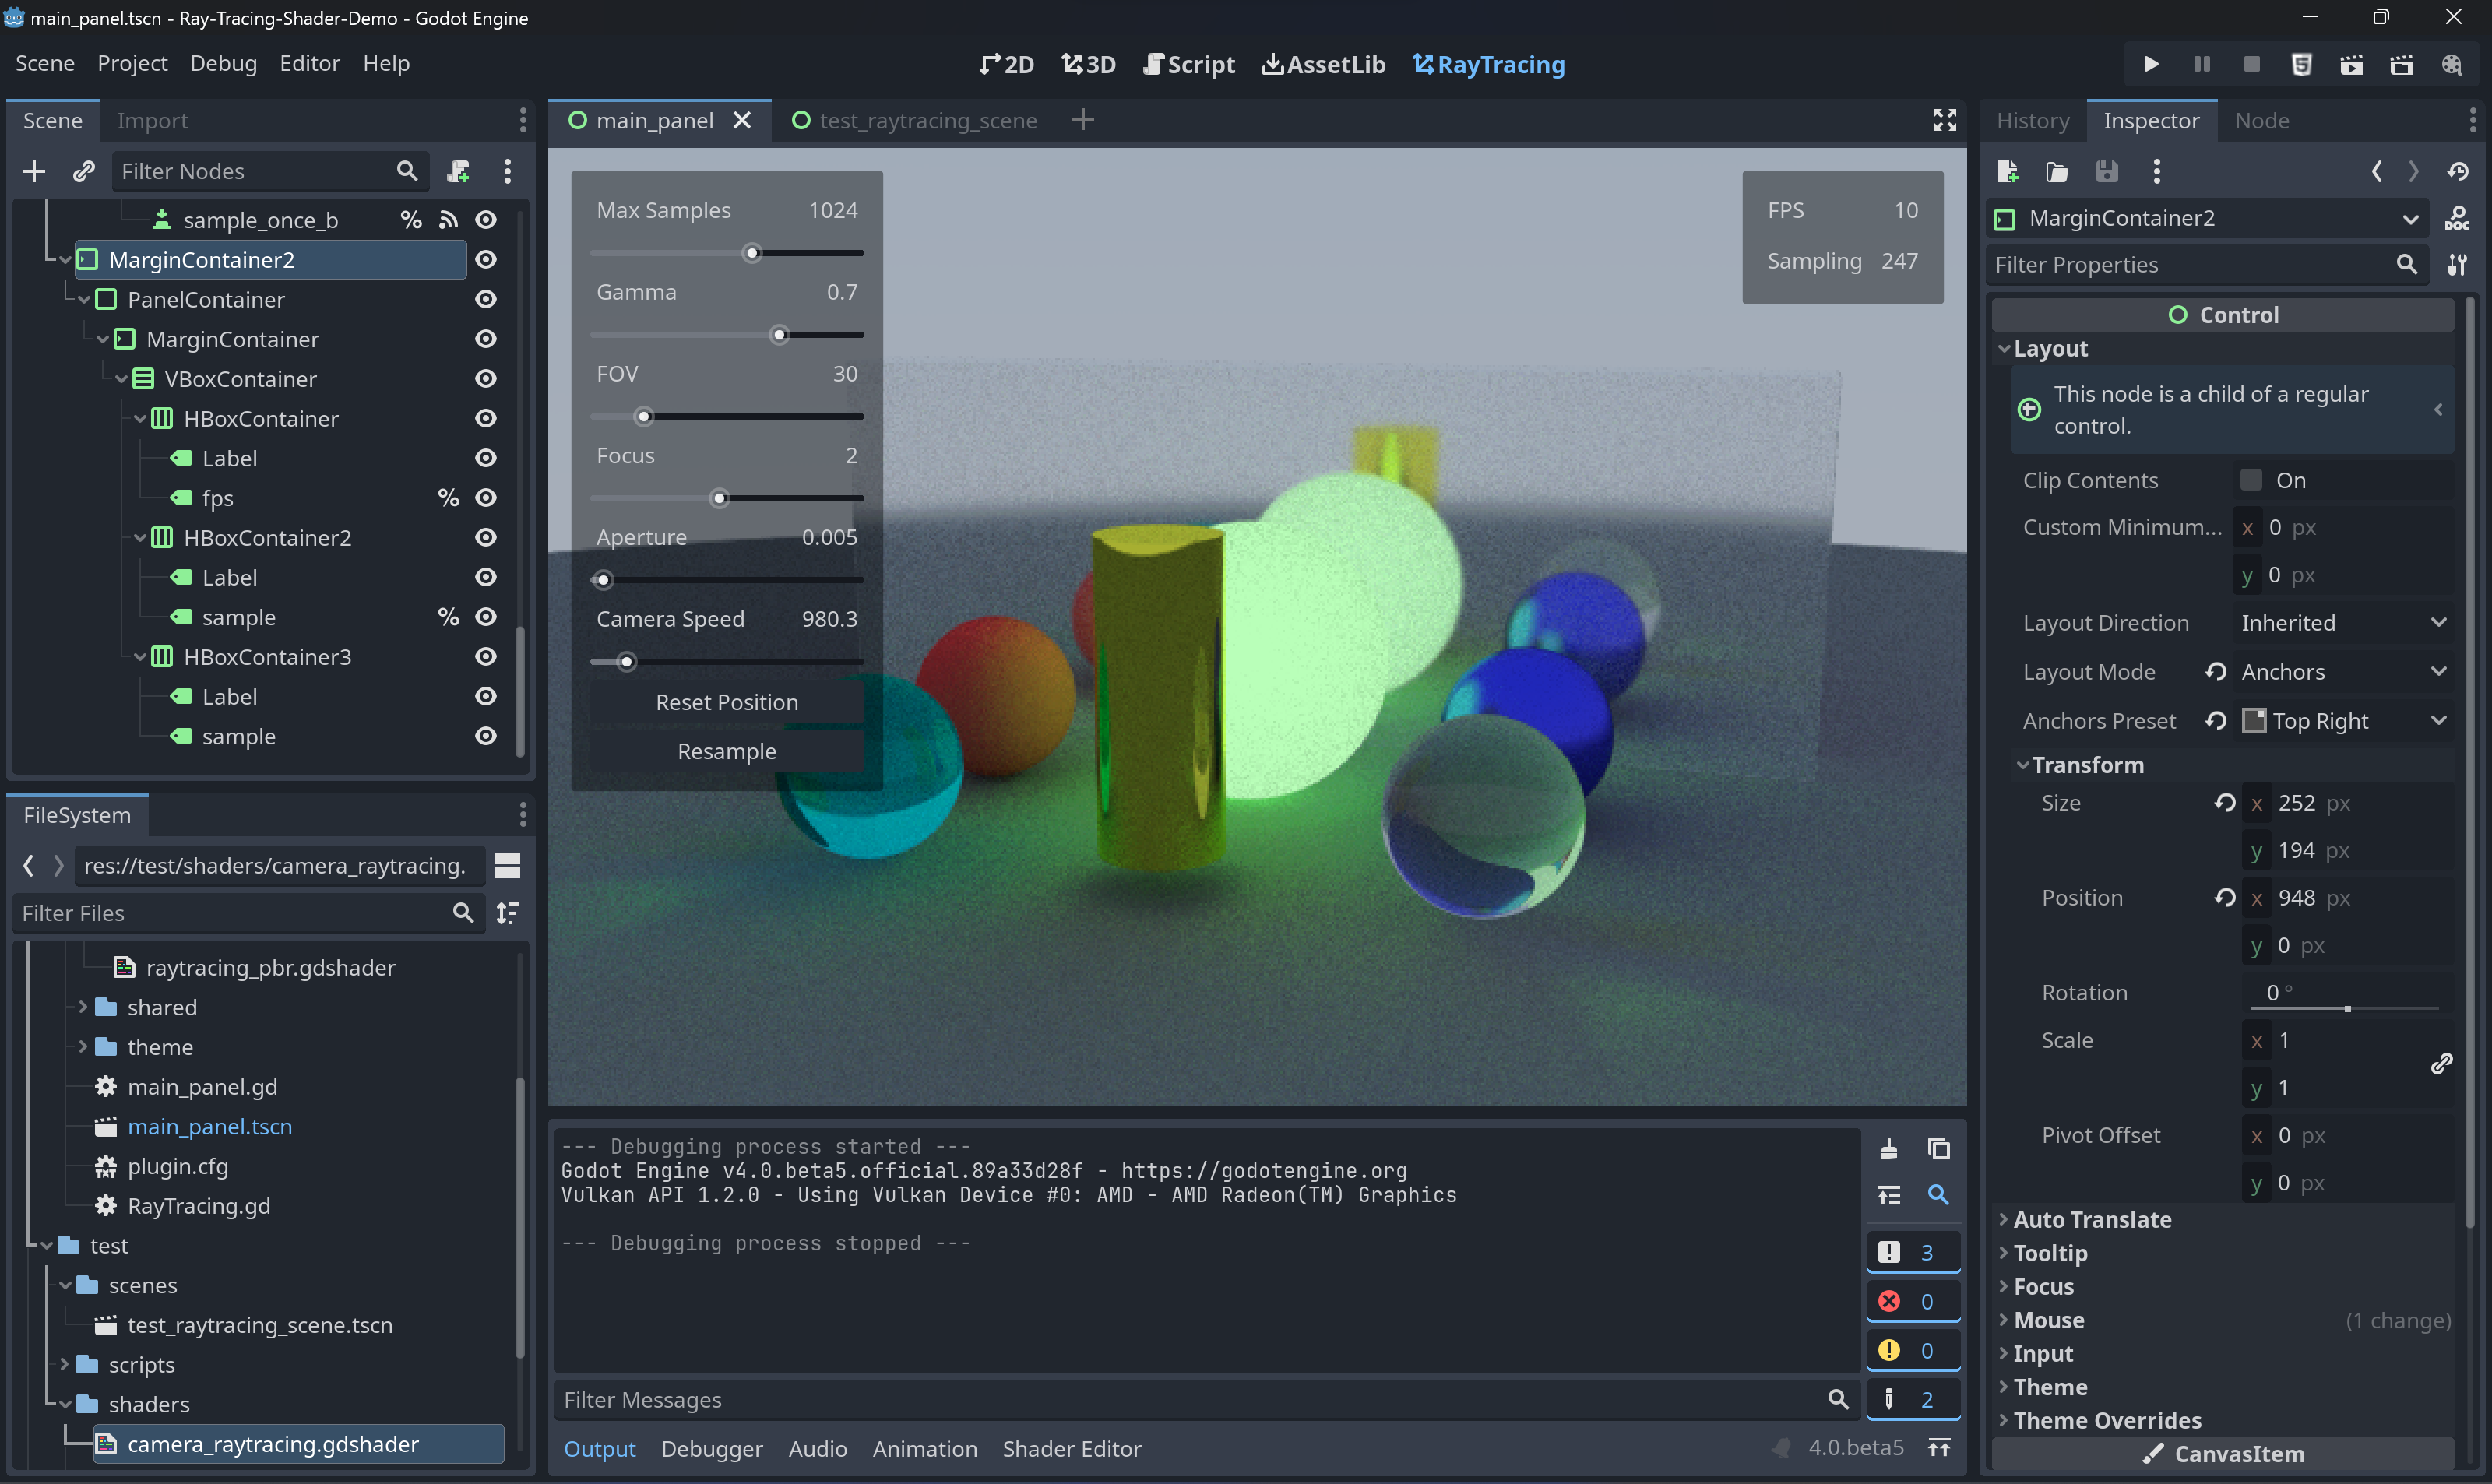 main_panel.tscn - Ray-Tracing-Shader-Demo - Godot Engine
Scene Project Debug Editor Help
2D 3D Script AssetLib RayTracing
Scene Import
Filter Nodes
sample_once_b
MarginContainer2
PanelContainer
MarginContainer
VBoxContainer
HBoxContainer
Label
fps
HBoxContainer2
Label
sample
HBoxContainer3
Label
sample
FileSystem
res://test/shaders/camera_raytracing.
Filter Files
raytracing_pbr.gdshader
shared
theme
main_panel.gd
main_panel.tscn
plugin.cfg
RayTracing.gd
test
scenes
test_raytracing_scene.tscn
scripts
shaders
camera_raytracing.gdshader
main_panel test_raytracing_scene
Max Samples 1024
Gamma 0.7
FOV 30
Focus 2
Aperture 0.005
Camera Speed 980.3
Reset Position
Resample
FPS 10
Sampling 247
--- Debugging process started ---
Godot Engine v4.0.beta5.official.89a33d28f - https://godotengine.org
Vulkan API 1.2.0 - Using Vulkan Device #0: AMD - AMD Radeon(TM) Graphics
--- Debugging process stopped ---
3
0
0
2
Filter Messages
Output Debugger Audio Animation Shader Editor 4.0.beta5
History Inspector Node
MarginContainer2
DOC
Filter Properties
Control
Layout
This node is a child of a regular
control.
Clip Contents On
Custom Minimum... x 0 px
y 0 px
Layout Direction Inherited
Layout Mode Anchors
Anchors Preset Top Right
Transform
Size x 252 px
y 194 px
Position x 948 px
y 0 px
Rotation 0 °
Scale x 1
y 1
Pivot Offset x 0 px
y 0 px
Auto Translate
Tooltip
Focus
Mouse (1 change)
Input
Theme
Theme Overrides
CanvasItem